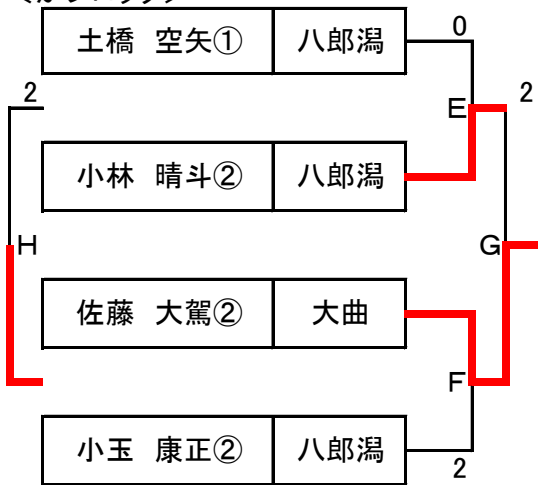 土橋 空矢① 八郎潟 0
2 E 2
小林 晴斗② 八郎潟
H G
佐藤 大駕② 大曲
F
小玉 康正② 八郎潟 2